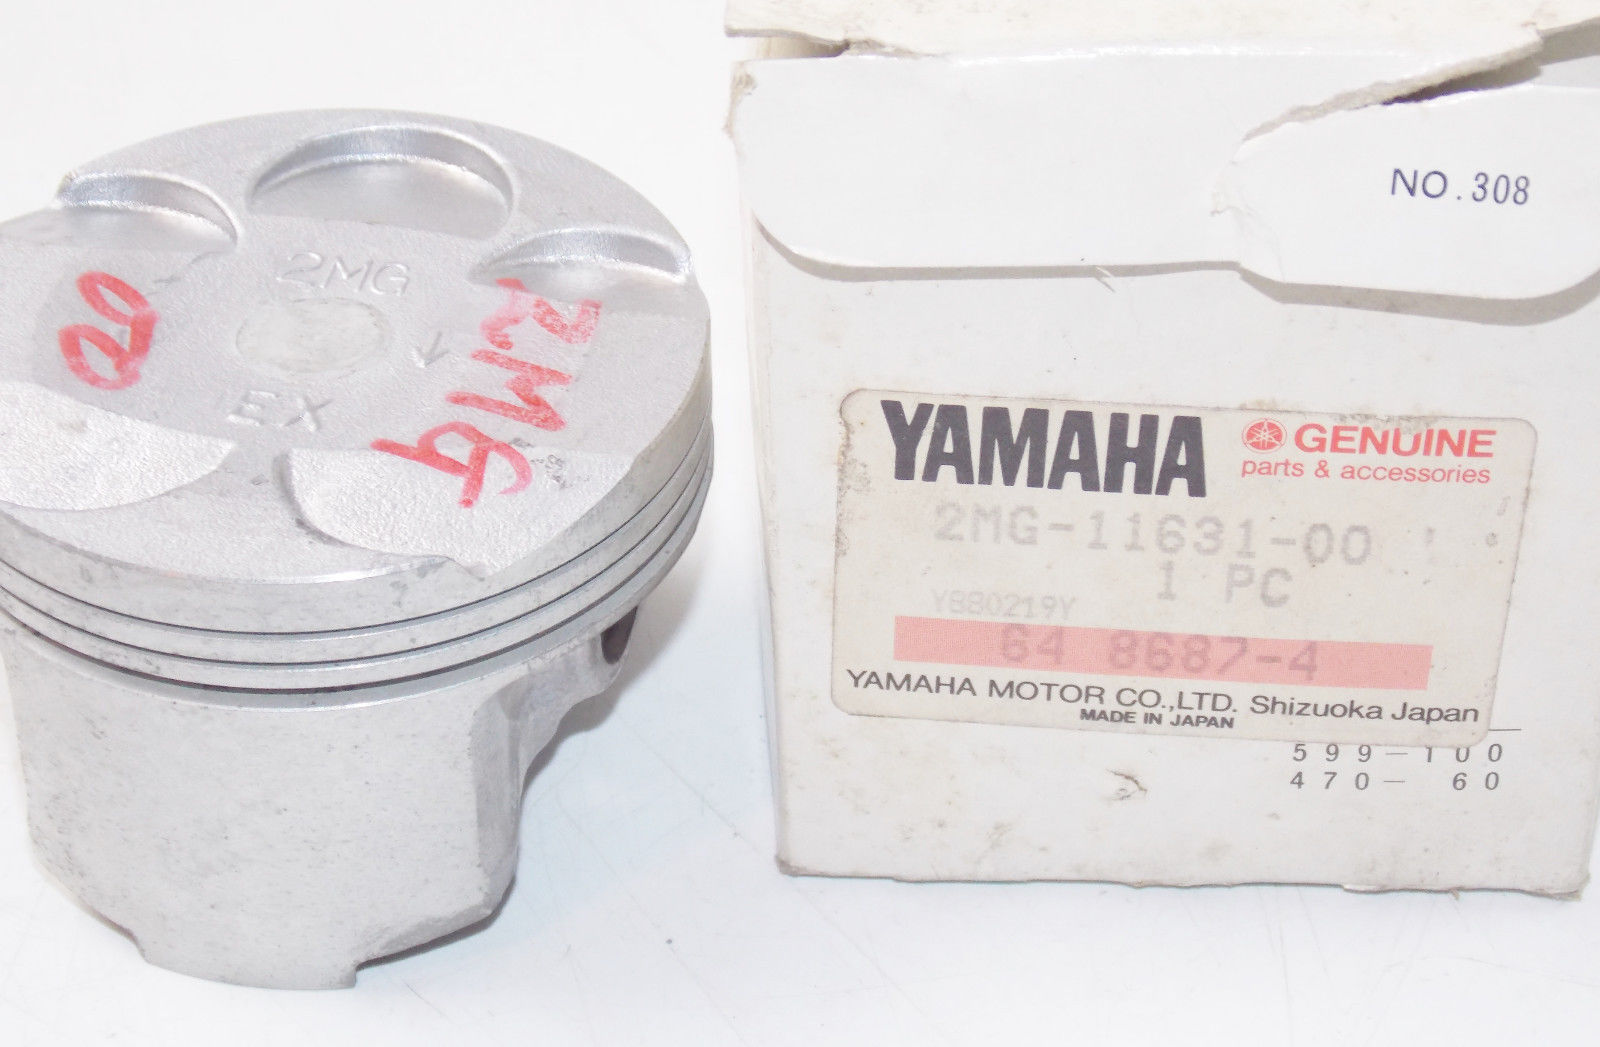 2MG
EX
20
2MG
NO.308
YAMAHA
GENUINE
parts & accessories
2MG-11631-00
1 PC
Y880219Y
64 8687-4
YAMAHA MOTOR CO.,LTD. Shizuoka Japan
MADE IN JAPAN
599-100
470- 60